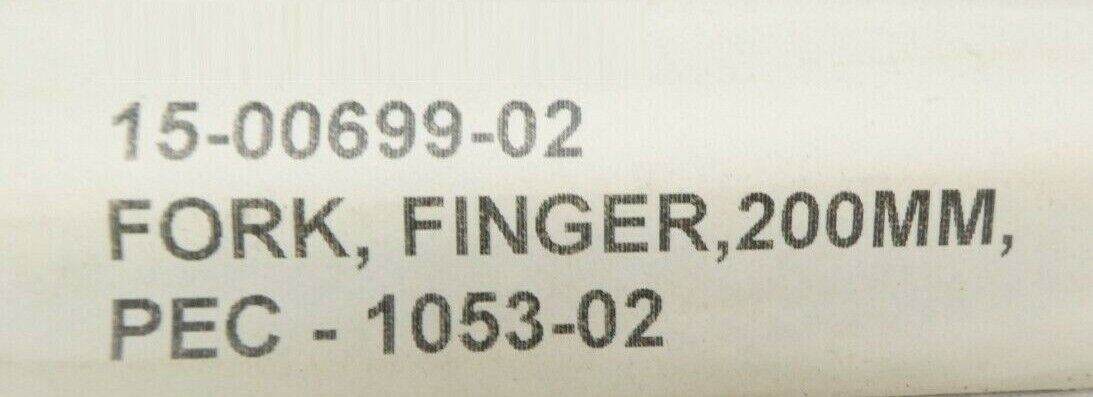 15-00699-02
FORK, FINGER,200MM,
PEC - 1053-02